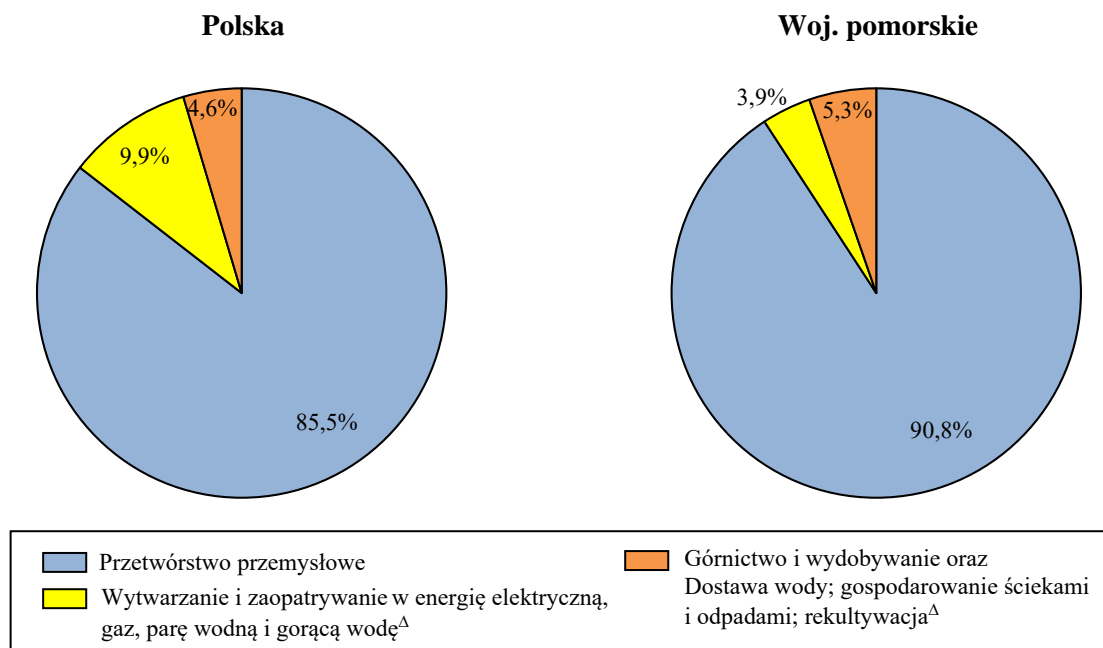 Polska
Woj. pomorskie
4,6%
9,9%
85,5%
3,9%
5,3%
90,8%
Przetwórstwo przemysłowe
Wytwarzanie i zaopatrywanie w energię elektryczną,
gaz, parę wodną i gorącą wodęΔ
Górnictwo i wydobywanie oraz
Dostawa wody; gospodarowanie ściekami
i odpadami; rekultywacjaΔ